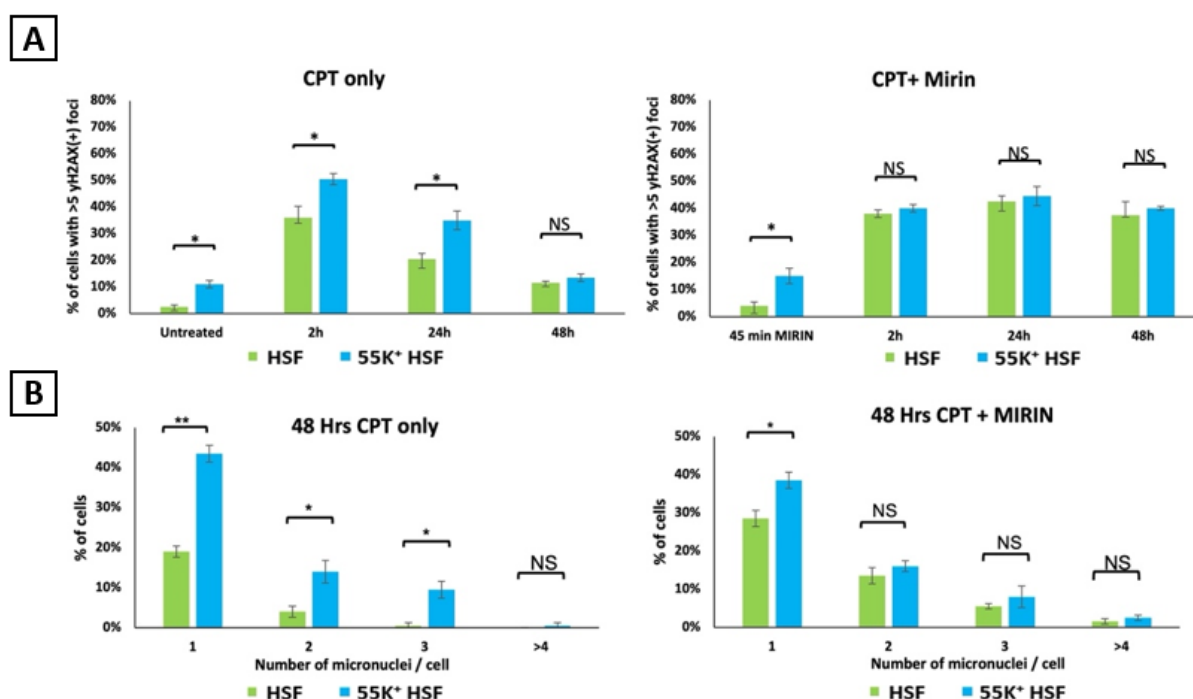 A
CPT only
% of cells with >5 yH2AX(+) foci
80%
70%
60%
50%
40%
30%
20%
10%
0%
*
*
*
NS
Untreated
2h
24h
48h
HSF
55K⁺ HSF
CPT+ Mirin
% of cells with >5 yH2AX(+) foci
80%
70%
60%
50%
40%
30%
20%
10%
0%
*
NS
NS
NS
45 min MIRIN
2h
24h
48h
HSF
55K⁺ HSF
B
48 Hrs CPT only
% of cells
50%
40%
30%
20%
10%
0%
**
*
*
NS
1
2
3
>4
Number of micronuclei / cell
HSF
55K⁺ HSF
48 Hrs CPT + MIRIN
% of cells
50%
40%
30%
20%
10%
0%
*
NS
NS
NS
1
2
3
>4
Number of micronuclei / cell
HSF
55K⁺ HSF